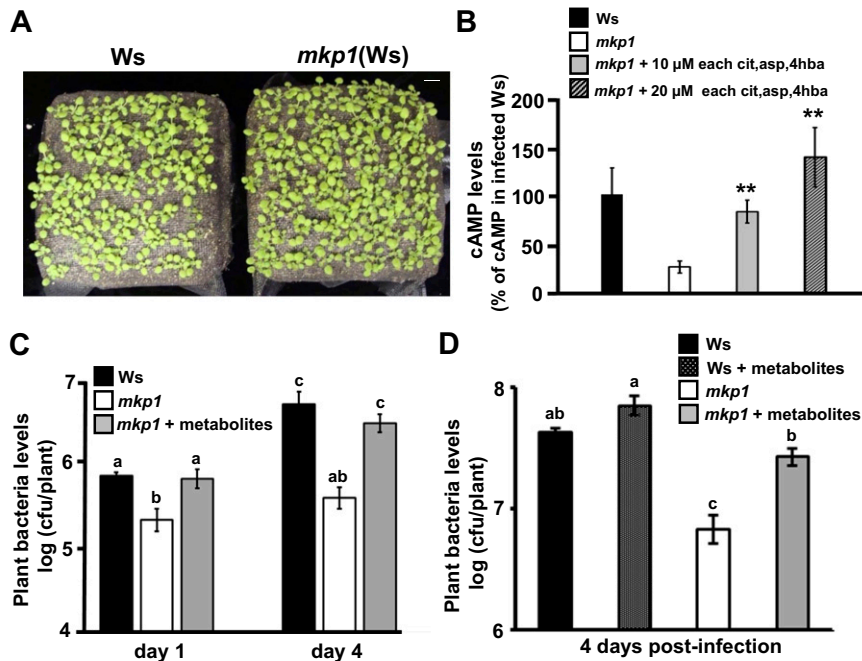 A
Ws
mkp1(Ws)
B
Ws
mkp1
mkp1 + 10 µM each cit,asp,4hba
mkp1 + 20 µM each cit,asp,4hba
cAMP levels
(% of cAMP in infected Ws)
200
150
100
50
0
**
**
C
Ws
mkp1
mkp1 + metabolites
Plant bacteria levels
log (cfu/plant)
7
6
5
4
a
b
a
c
ab
c
day 1
day 4
D
Ws
Ws + metabolites
mkp1
mkp1 + metabolites
Plant bacteria levels
log (cfu/plant)
8
7
6
ab
a
c
b
4 days post-infection